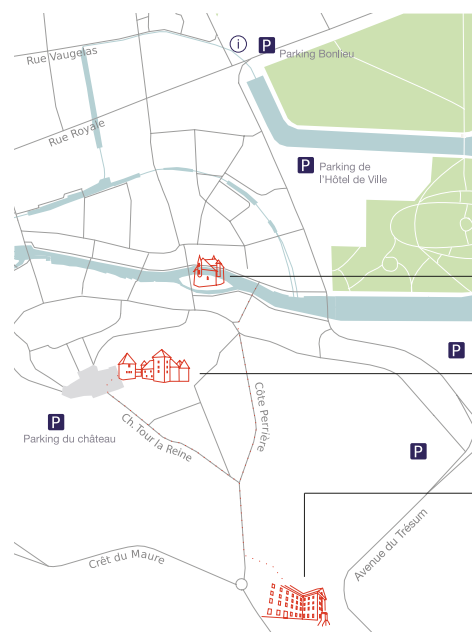 i
P
Parking Bonlieu
Rue Vaugelas
Rue Royale
P
Parking de
l'Hôtel de Ville
P
P
Parking du château
Ch. Tour la Reine
Côte Perrière
P
Avenue du Trésum
Crêt du Maure